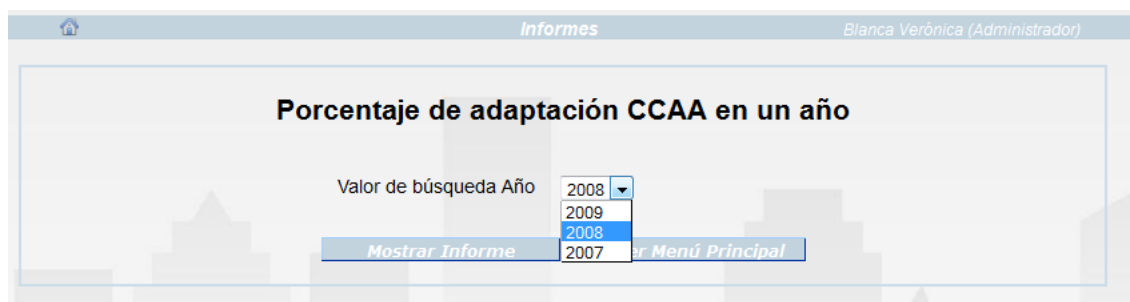 Informes Blanca Verónica (Administrador)
Porcentaje de adaptación CCAA en un año
Valor de búsqueda Año 2008
2009
2008
2007
Mostrar Informe Menú Principal